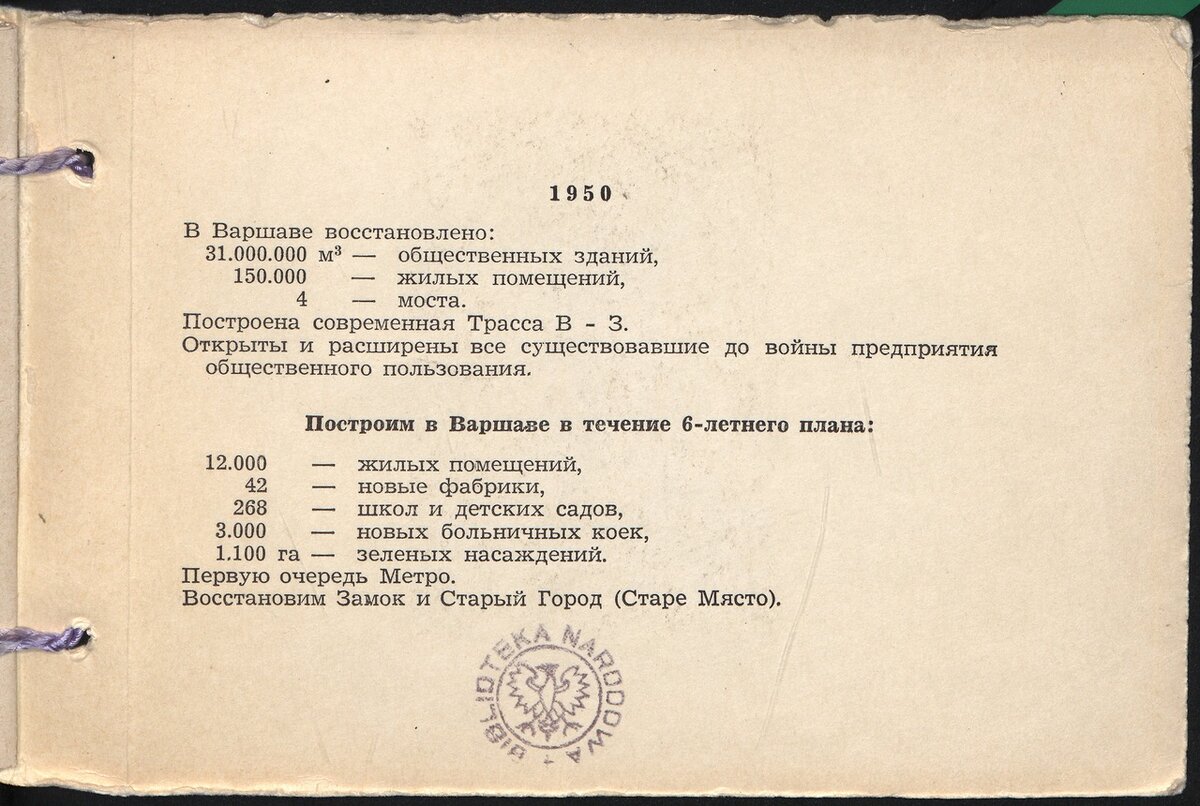 1950
В Варшаве восстановлено:
31.000.000 м³ — общественных зданий,
150.000 — жилых помещений,
4 — моста.
Построена современная Трасса В - З.
Открыты и расширены все существовавшие до войны предприятия
общественного пользования.
Построим в Варшаве в течение 6-летнего плана:
12.000 — жилых помещений,
42 — новые фабрики,
268 — школ и детских садов,
3.000 — новых больничных коек,
1.100 га — зеленых насаждений.
Первую очередь Метро.
Восстановим Замок и Старый Город (Старе Място).
BIBLIOTEKA NARODOWA